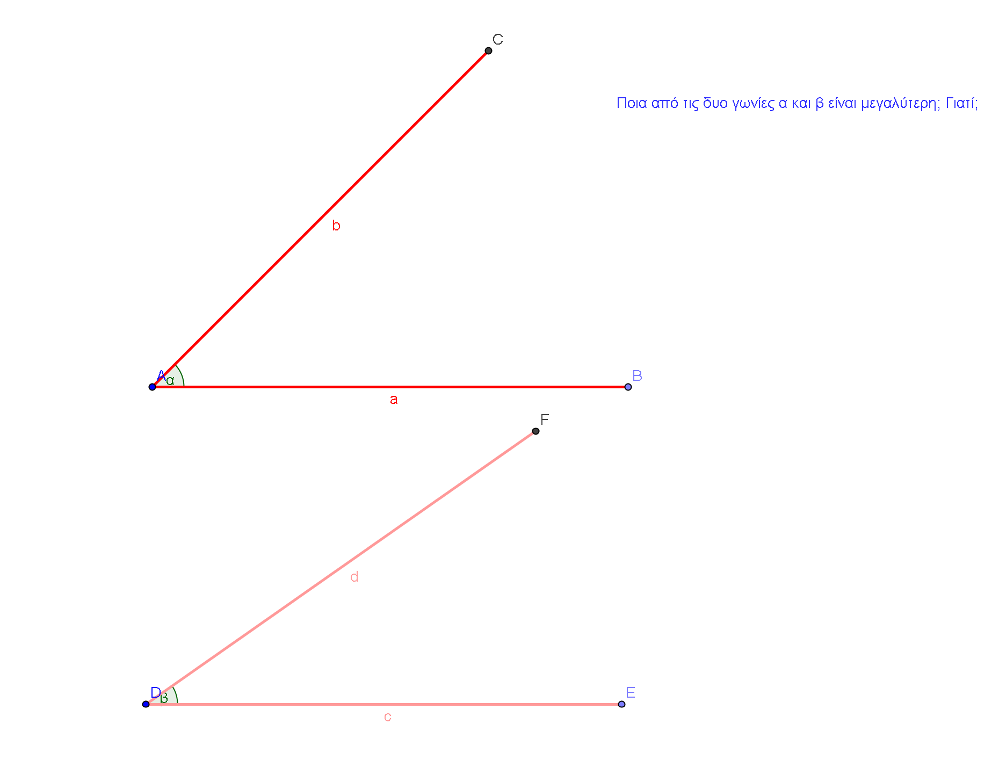 C
Ποια από τις δυο γωνίες α και β είναι μεγαλύτερη; Γιατί;
b
A
α
B
a
F
d
D
β
E
c